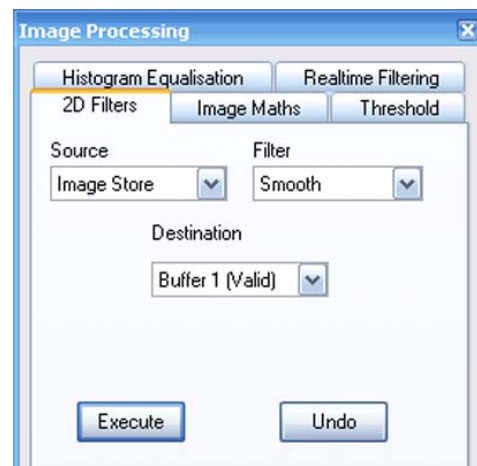 Image Processing
Histogram Equalisation Realtime Filtering
2D Filters Image Maths Threshold
Source Filter
Image Store Smooth
Destination
Buffer 1 (Valid)
Execute Undo